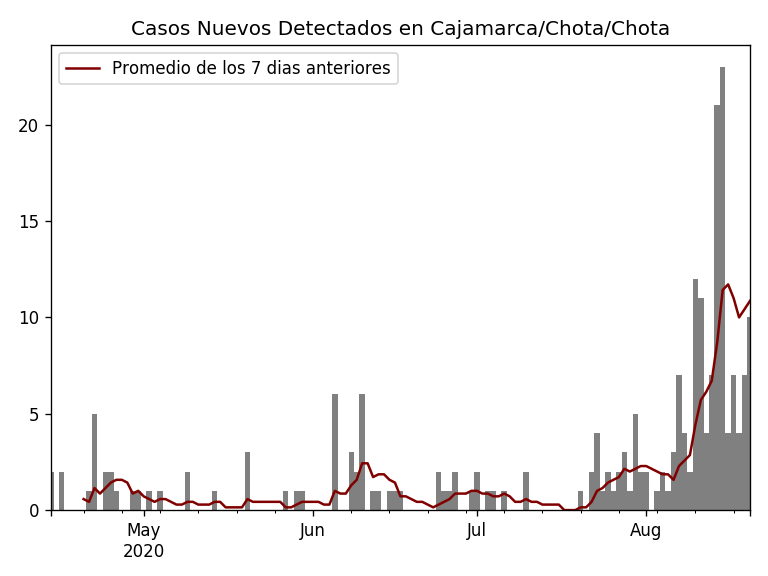 Casos Nuevos Detectados en Cajamarca/Chota/Chota
Promedio de los 7 dias anteriores
20
15
10
5
0
May Jun Jul Aug
2020